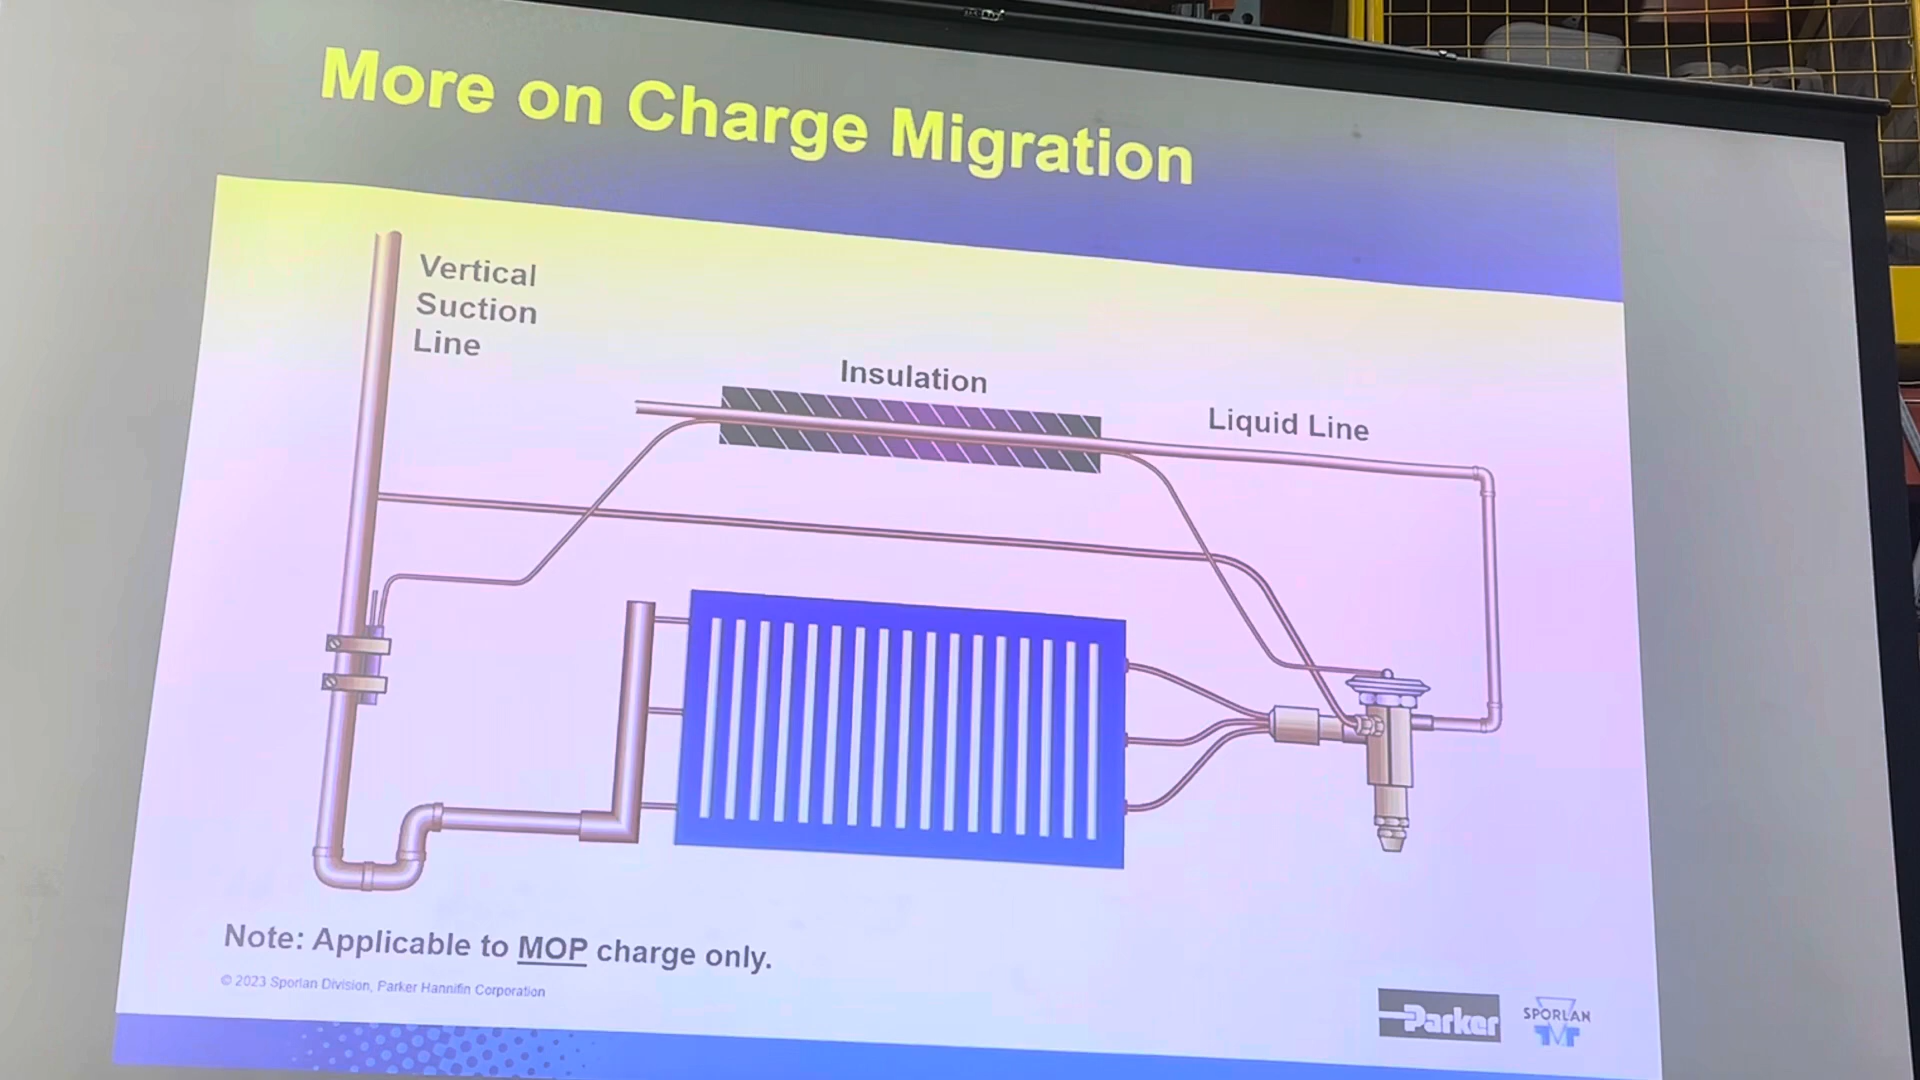 More on Charge Migration
Vertical
Suction
Line
Insulation
Liquid Line
Note: Applicable to MOP charge only.
© 2023 Sporlan Division, Parker Hannifin Corporation
Parker
SPORLAN